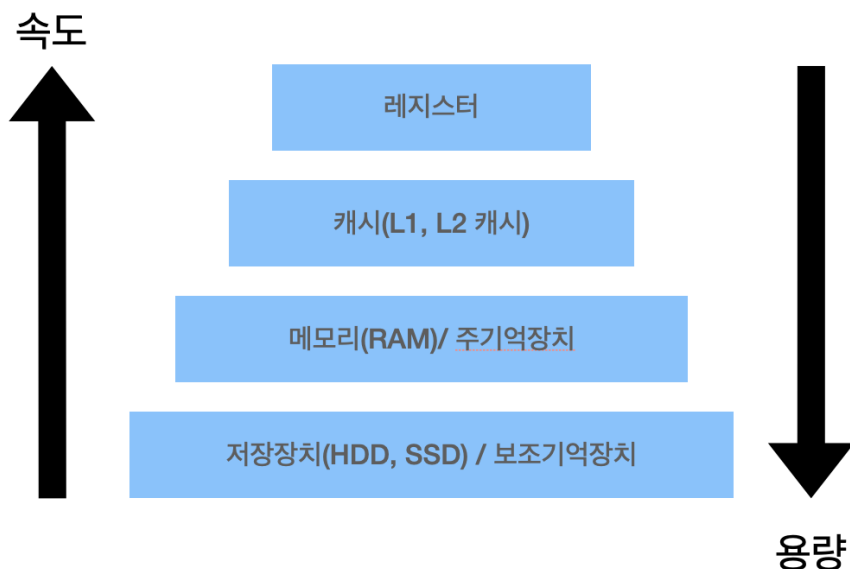 속도
레지스터
캐시(L1, L2 캐시)
메모리(RAM)/ 주기억장치
저장장치(HDD, SSD) / 보조기억장치
용량